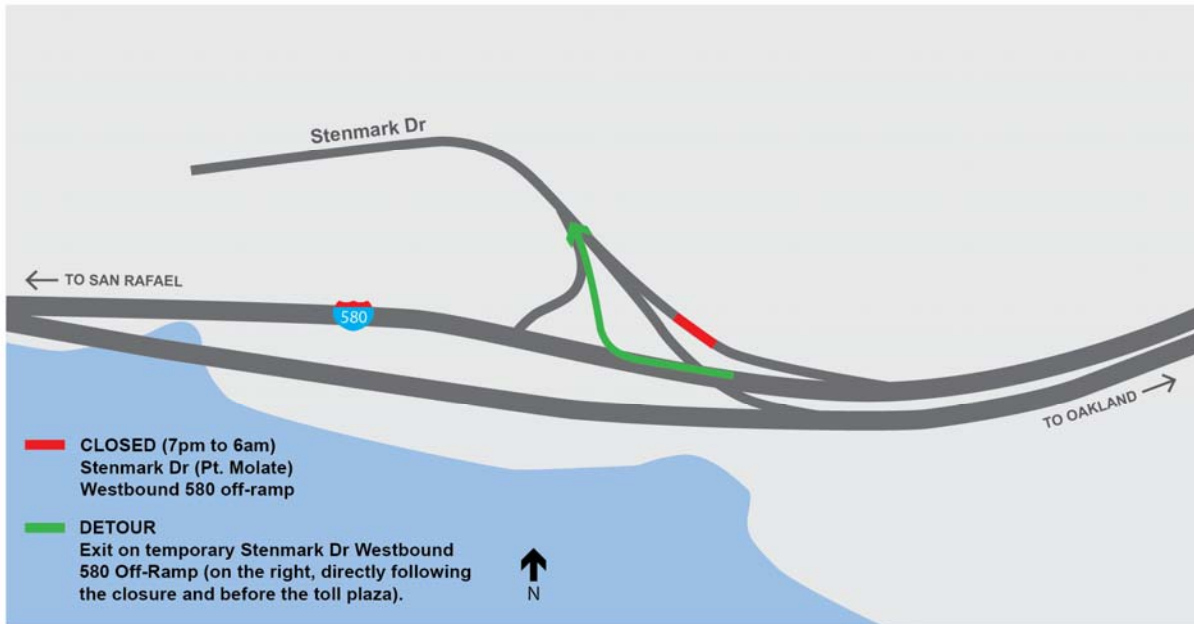 Stenmark Dr
← TO SAN RAFAEL
580
TO OAKLAND →
CLOSED (7pm to 6am)
Stenmark Dr (Pt. Molate)
Westbound 580 off-ramp
DETOUR
Exit on temporary Stenmark Dr Westbound
580 Off-Ramp (on the right, directly following
the closure and before the toll plaza).
N